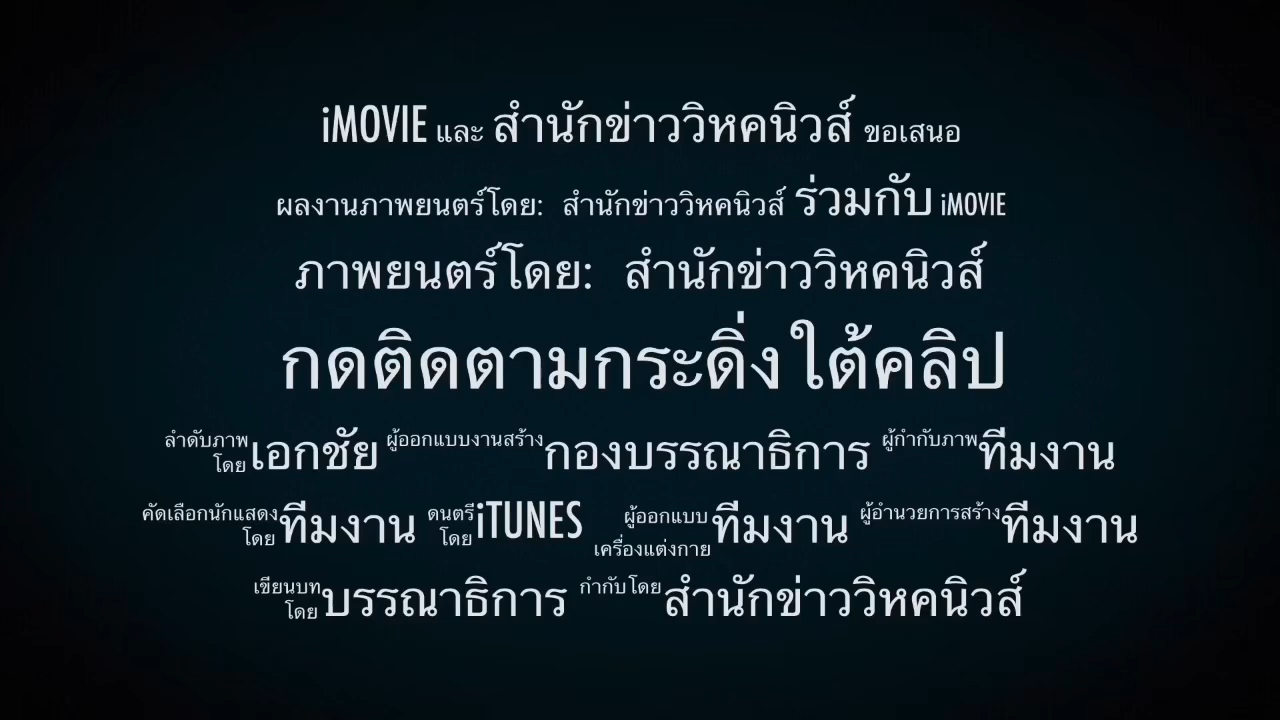 iMOVIE และ สำนักข่าววิหคนิวส์ ขอเสนอ
ผลงานภาพยนตร์โดย: สำนักข่าววิหคนิวส์ ร่วมกับ iMOVIE
ภาพยนตร์โดย: สำนักข่าววิหคนิวส์
กดติดตามกระดิ่ง ใต้คลิป
ลำดับภาพโดย เอกชัย ผู้ออกแบบงานสร้าง กองบรรณาธิการ ผู้กำกับภาพ ทีมงาน
คัดเลือกนักแสดงโดย ทีมงาน ดนตรีโดย iTUNES ผู้ออกแบบเครื่องแต่งกาย ทีมงาน ผู้อำนวยการสร้าง ทีมงาน
เขียนบทโดย บรรณาธิการ กำกับโดย สำนักข่าววิหคนิวส์